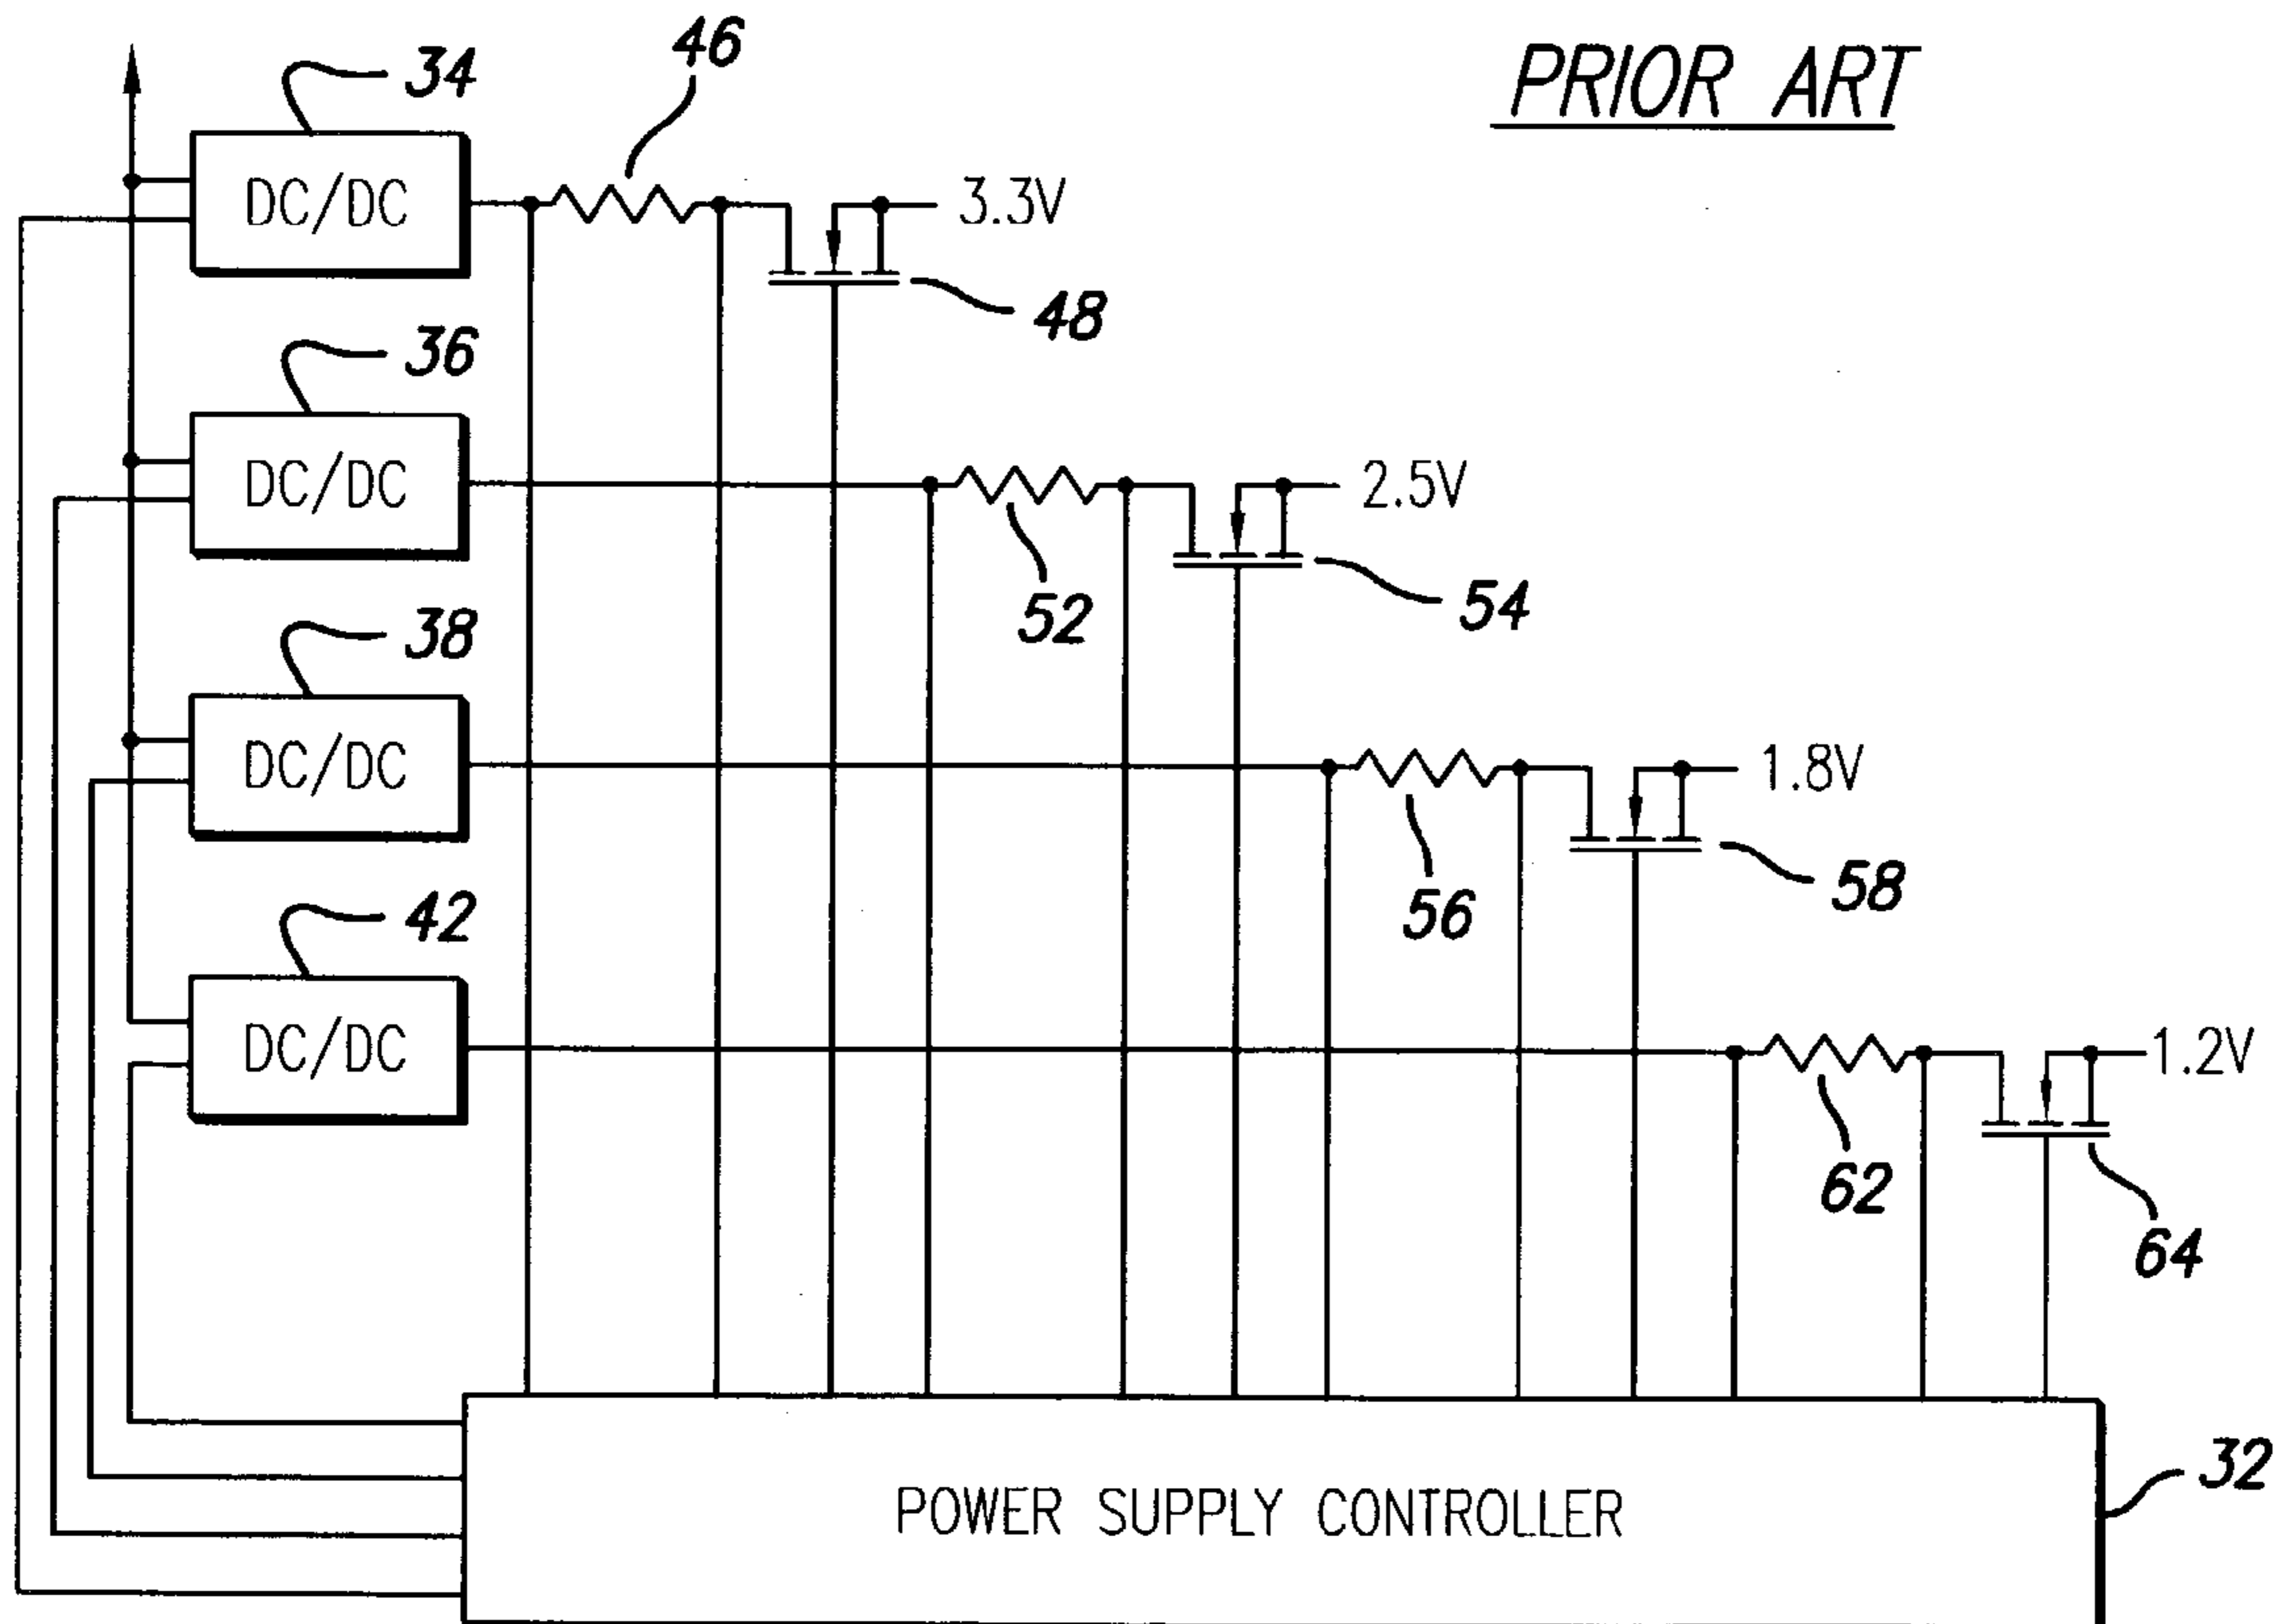 PRIOR ART
46
34
DC/DC
3.3V
48
36
DC/DC
2.5V
52
54
38
DC/DC
1.8V
56
58
42
DC/DC
1.2V
62
64
POWER SUPPLY CONTROLLER
32